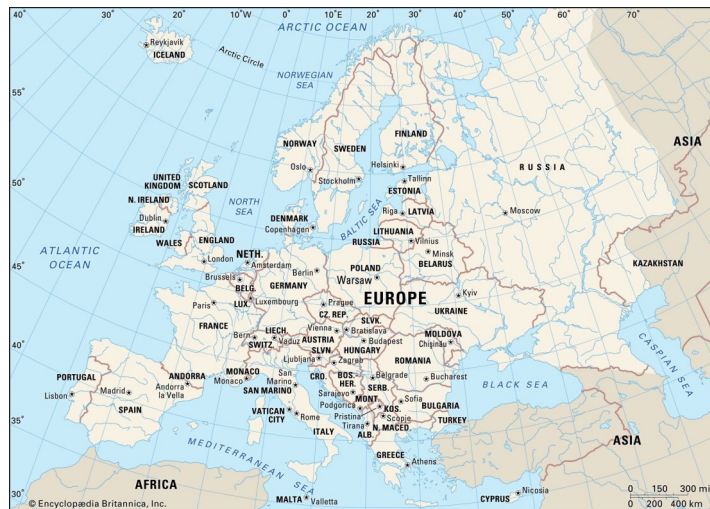 40° 30° 20° 10°W 0° 10°E 20° 30° 40° 50° 60° 70°
ARCTIC OCEAN
Reykjavík
ICELAND
Arctic Circle
NORWEGIAN
SEA
55°
FINLAND
NORWAY
SWEDEN
ASIA
RUSSIA
Helsinki
Oslo
Tallinn
UNITED
KINGDOM
SCOTLAND
Stockholm
50°
ESTONIA
N. IRELAND
NORTH
SEA
BALTIC SEA
Riga
LATVIA
Moscow
Dublin
IRELAND
DENMARK
Copenhagen
LITHUANIA
WALES
ENGLAND
RUSSIA
Vilnius
ATLANTIC
OCEAN
NETH.
Minsk
London
Amsterdam
BELARUS
KAZAKHSTAN
45°
Berlin
POLAND
Brussels
BELG.
GERMANY
Warsaw
LUX.
Luxembourg
EUROPE
Kyiv
Paris
Prague
CZ. REP.
UKRAINE
FRANCE
SLVK.
LIECH.
Vienna
Bratislava
MOLDOVA
40°
Bern
Vaduz
AUSTRIA
Budapest
Chişinău
SWITZ.
SLVN.
HUNGARY
Ljubljana
Zagreb
ROMANIA
CASPIAN SEA
PORTUGAL
ANDORRA
MONACO
CRO.
BOS.
HER.
Belgrade
Bucharest
Monaco
San
Marino
SERB.
BLACK SEA
Lisbon
Madrid
Andorra
la Vella
SAN MARINO
Sarajevo
MONT.
Sofia
SPAIN
VATICAN
CITY
Podgorica
KOS.
BULGARIA
35°
Rome
Pristina
Scopje
TURKEY
Tirana
N. MACED.
ITALY
ALB.
ASIA
MEDITERRANEAN SEA
GREECE
Athens
AFRICA
Nicosia
30°
MALTA
Valletta
CYPRUS
0 150 300 mi
0 200 400 km
© Encyclopædia Britannica, Inc.